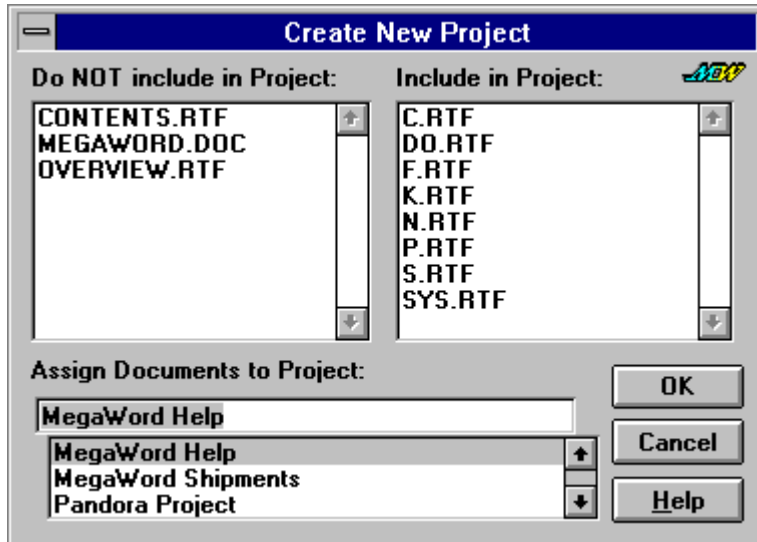 Create New Project
Do NOT include in Project:
Include in Project:
CONTENTS.RTF
MEGAWORD.DOC
OVERVIEW.RTF
C.RTF
DO.RTF
F.RTF
K.RTF
N.RTF
P.RTF
S.RTF
SYS.RTF
Assign Documents to Project:
MegaWord Help
MegaWord Help
MegaWord Shipments
Pandora Project
OK
Cancel
Help